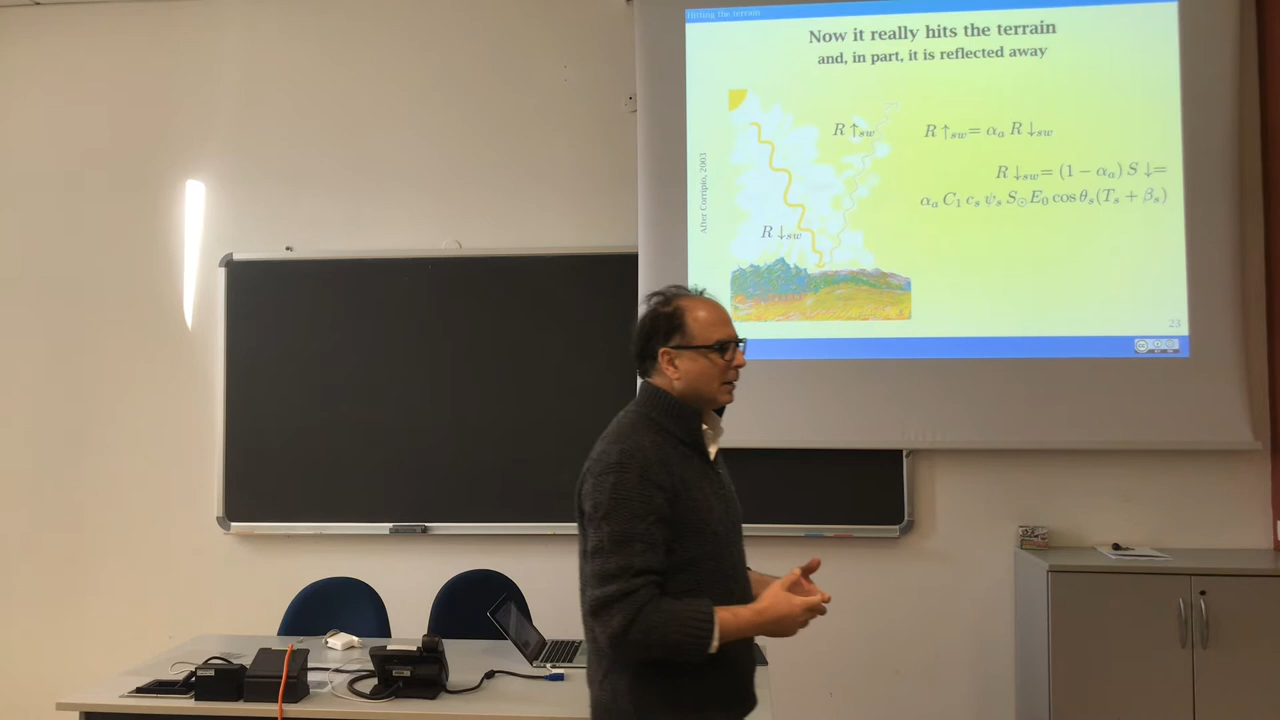 Hitting the terrain
Now it really hits the terrain
and, in part, it is reflected away
After Corripio, 2003
R ↑sw
R ↓sw
R ↑sw= αa R ↓sw
R ↓sw= (1 − αa) S ↓=
αa C1 cs ψs S⊙E0 cos θs(Ts + βs)
23
cc